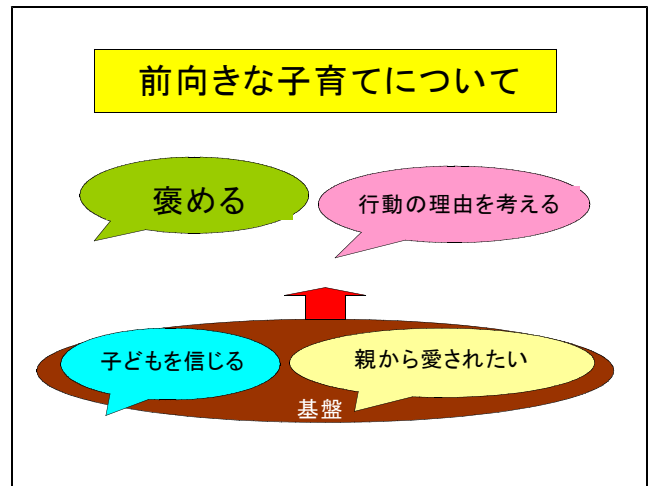 前向きな子育てについて
褒める
行動の理由を考える
子どもを信じる
親から愛されたい
基盤